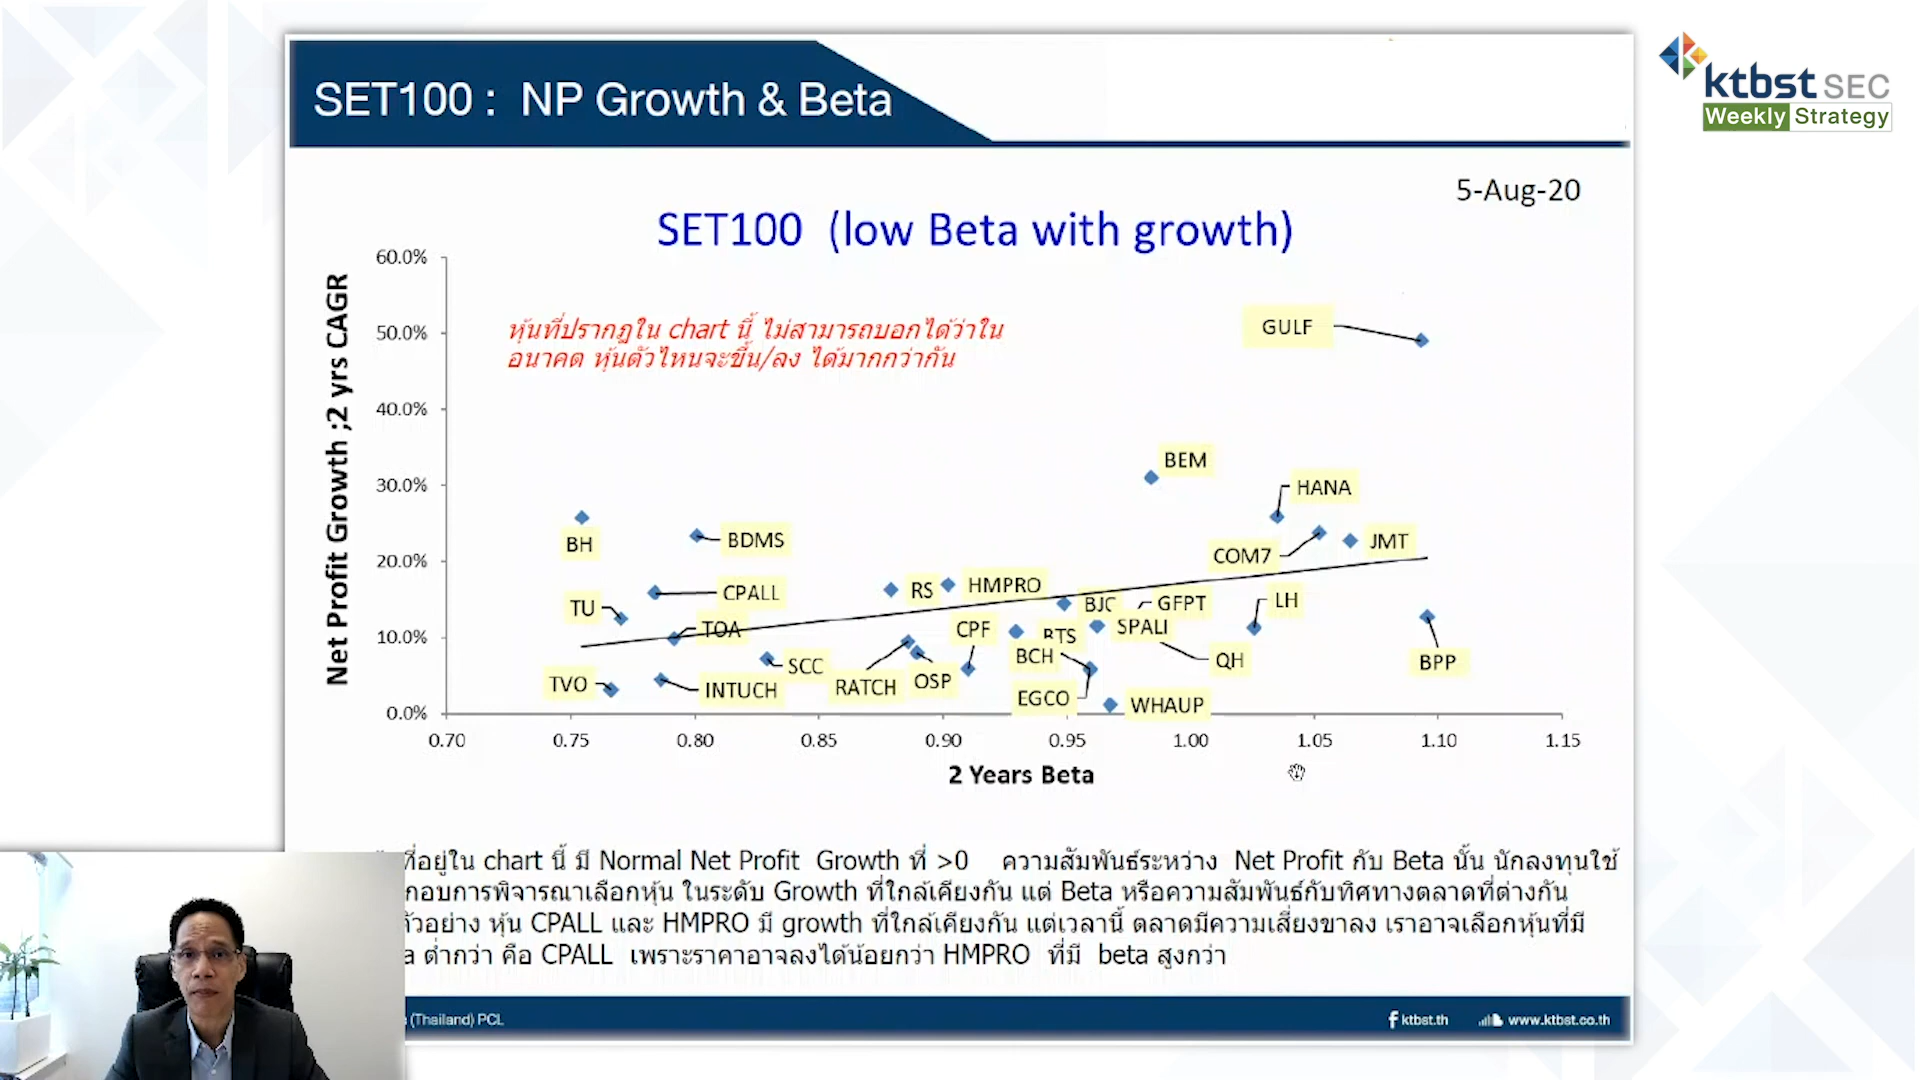 SET100 : NP Growth & Beta
ktbst SEC
Weekly Strategy
5-Aug-20
SET100 (low Beta with growth)
Net Profit Growth ;2 yrs CAGR
60.0%
50.0%
40.0%
30.0%
20.0%
10.0%
0.0%
หุ้นที่ปรากฎใน chart นี้ ไม่สามารถบอกได้ว่าใน
อนาคต หุ้นตัวไหนจะขึ้น/ลง ได้มากกว่ากัน
GULF
BEM
HANA
BH
BDMS
COM7
JMT
CPALL
RS
HMPRO
TU
BJC
GFPT
LH
TOA
CPF
BTS
SPALI
BCH
QH
BPP
SCC
TVO
INTUCH
RATCH
OSP
EGCO
WHAUP
0.70
0.75
0.80
0.85
0.90
0.95
1.00
1.05
1.10
1.15
2 Years Beta
ที่อยู่ใน chart นี้ มี Normal Net Profit Growth ที่ >0 ความสัมพันธ์ระหว่าง Net Profit กับ Beta นั้น นักลงทุนใช้
กอบการพิจารณาเลือกหุ้น ในระดับ Growth ที่ใกล้เคียงกัน แต่ Beta หรือความสัมพันธ์กับทิศทางตลาดที่ต่างกัน
ตัวอย่าง หุ้น CPALL และ HMPRO มี growth ที่ใกล้เคียงกัน แต่เวลานี้ ตลาดมีความเสี่ยงขาลง เราอาจเลือกหุ้นที่มี
a ต่ำกว่า คือ CPALL เพราะราคาอาจลงได้น้อยกว่า HMPRO ที่มี beta สูงกว่า
(Thailand) PCL
ktbst.th
www.ktbst.co.th